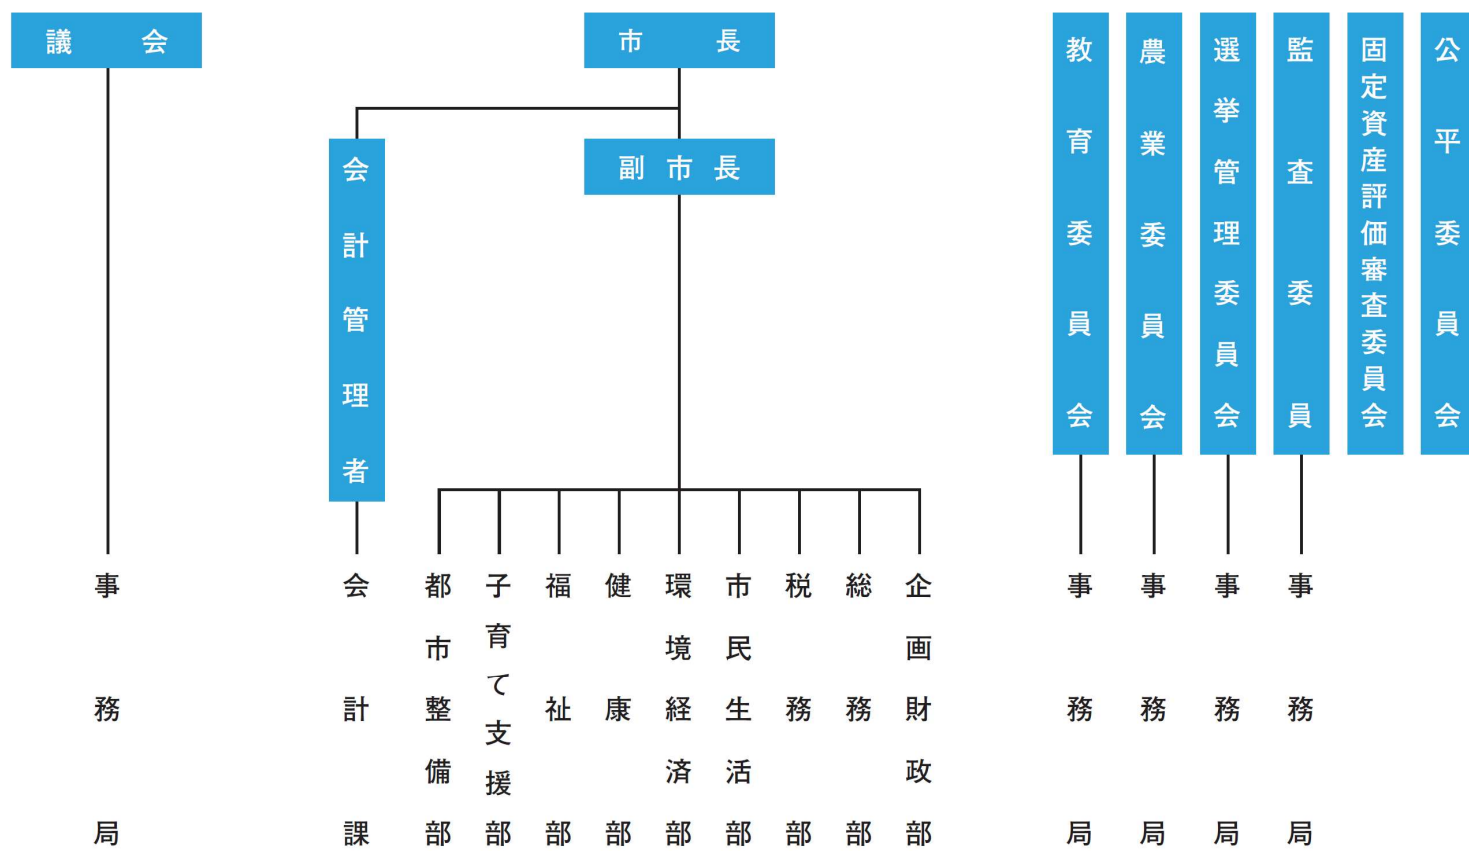 議会
市長
副市長
会計管理者
教育委員会
農業委員会
選挙管理委員会
監査委員
固定資産評価審査委員会
公平委員会
事務局
会計課
都市整備部
子育て支援部
福祉部
健康部
環境経済部
市民生活部
税務部
総務部
企画財政部
事務局
事務局
事務局
事務局